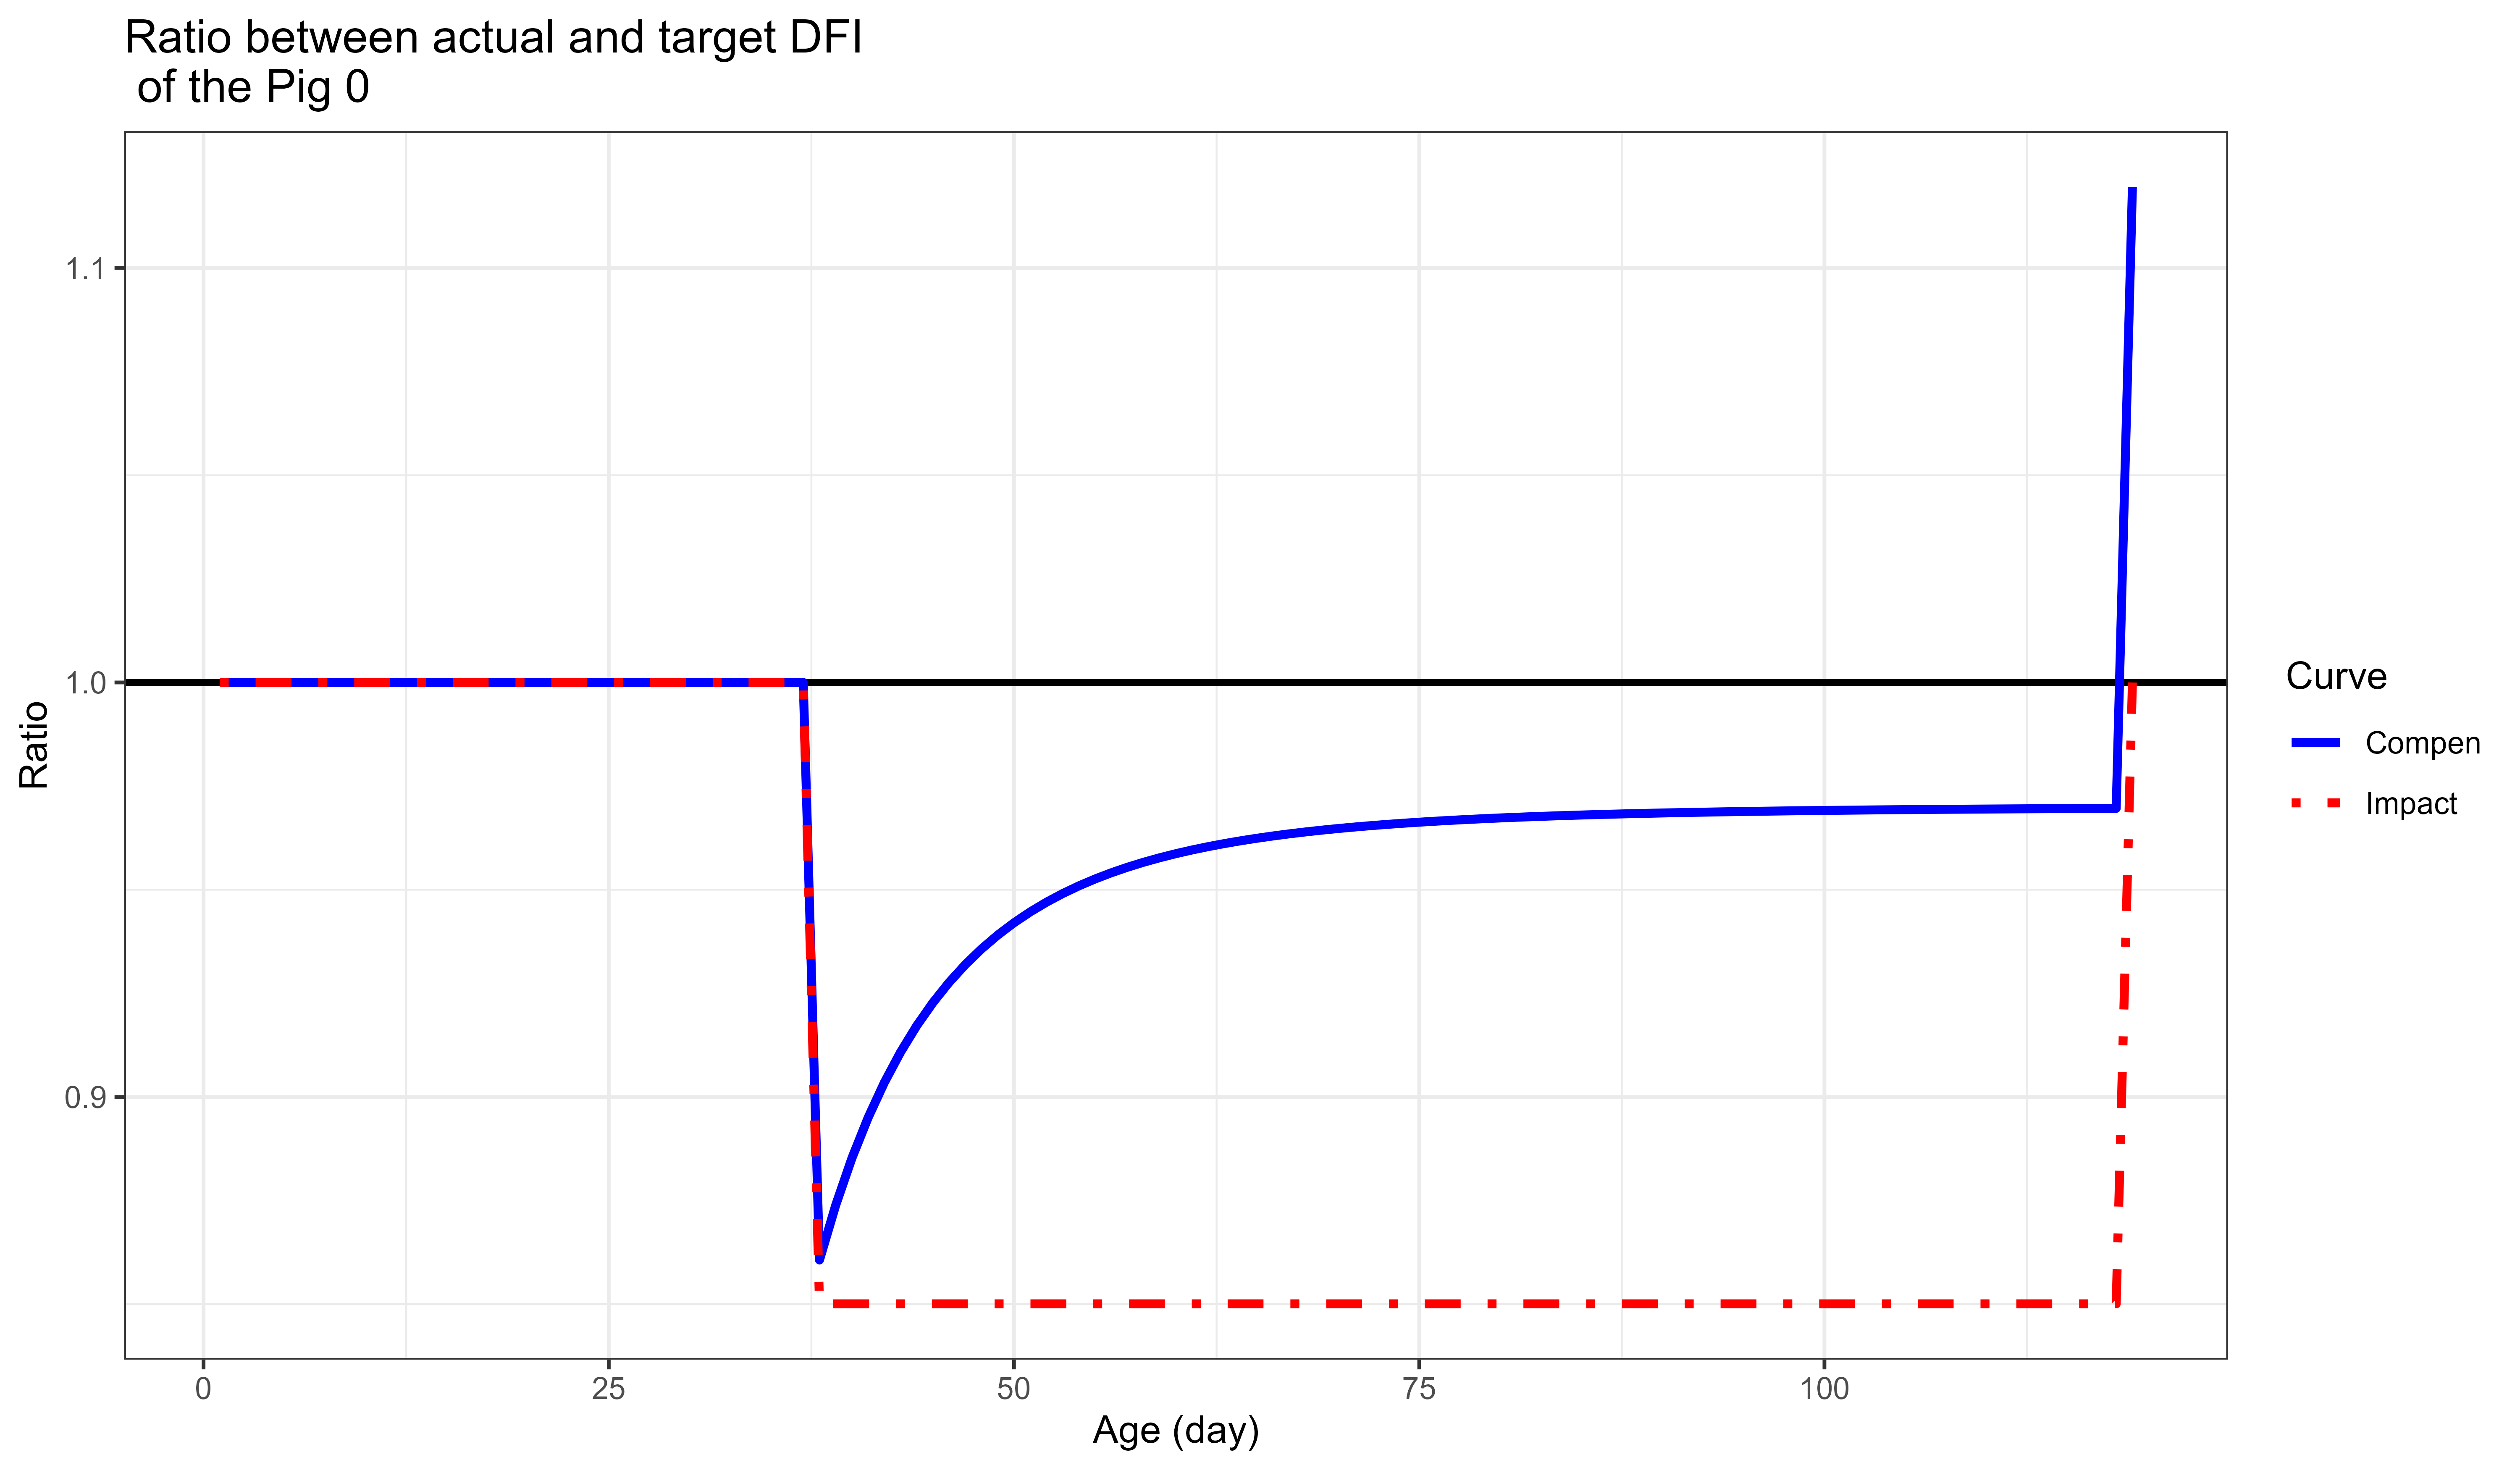 Ratio between actual and target DFI
of the Pig 0
1.1
1.0
0.9
Ratio
0
25
50
75
100
Age (day)
Curve
Compen
Impact